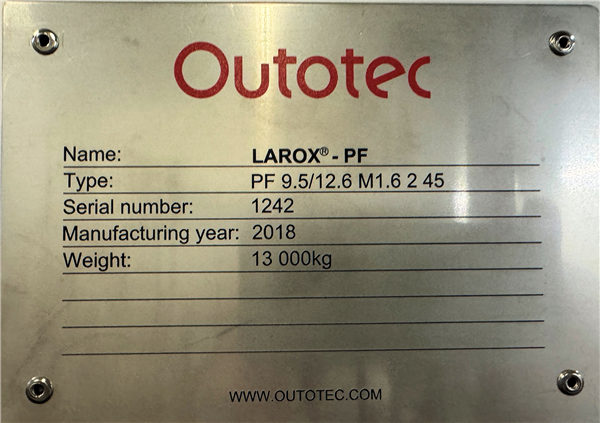 Outotec
Name: LAROX® - PF
Type: PF 9.5/12.6 M1.6 2 45
Serial number: 1242
Manufacturing year: 2018
Weight: 13 000kg
WWW.OUTOTEC.COM